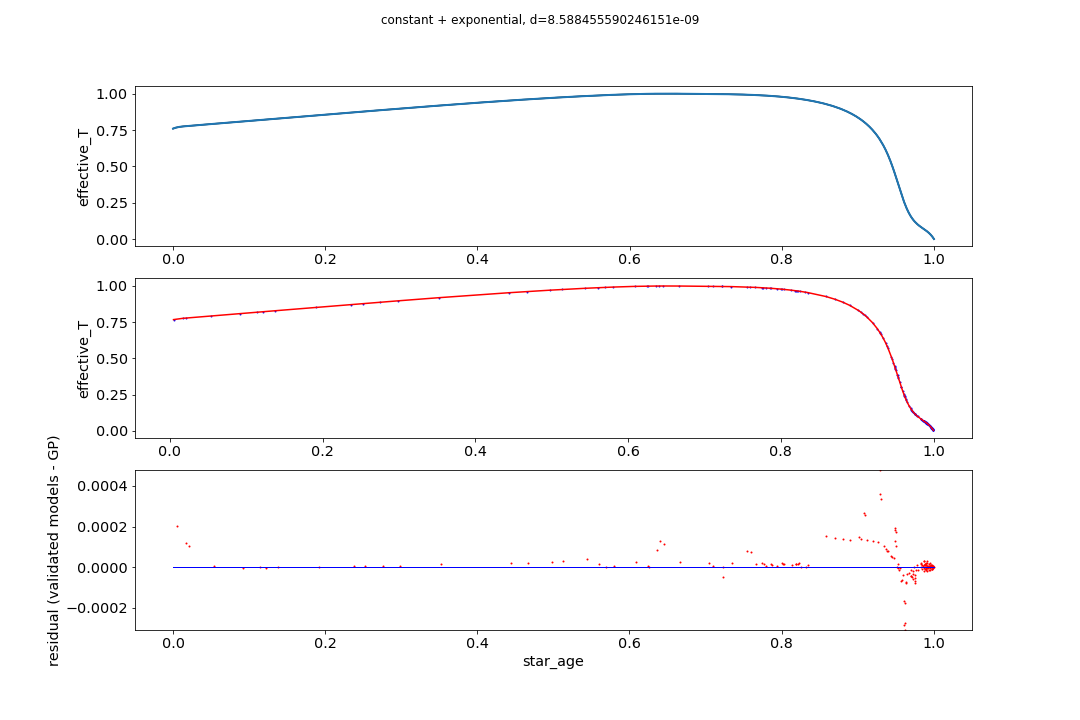 constant + exponential, d=8.588455590246151e-09
1.00
0.75
0.50
0.25
0.00
effective_T
0.0 0.2 0.4 0.6 0.8 1.0
1.00
0.75
0.50
0.25
0.00
effective_T
0.0 0.2 0.4 0.6 0.8 1.0
0.0004
0.0002
0.0000
−0.0002
residual (validated models - GP)
0.0 0.2 0.4 0.6 0.8 1.0
star_age